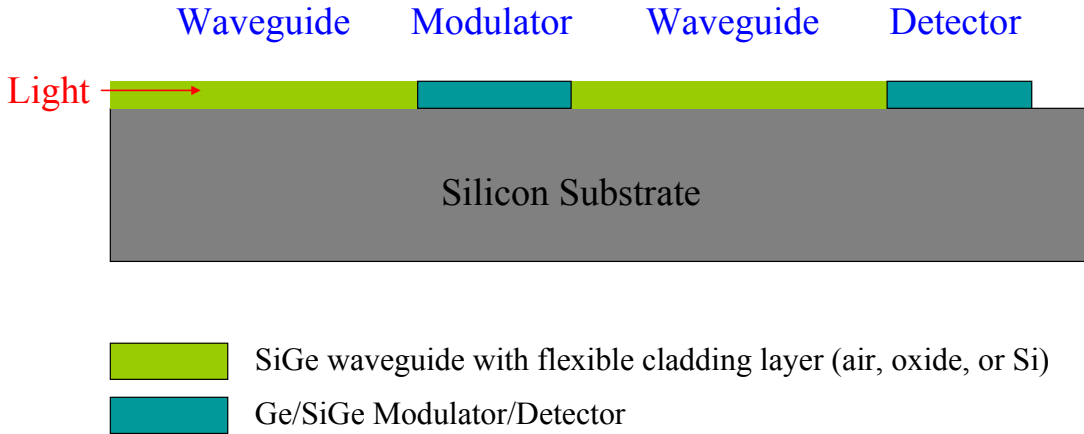 Waveguide Modulator Waveguide Detector
Light
Silicon Substrate
SiGe waveguide with flexible cladding layer (air, oxide, or Si)
Ge/SiGe Modulator/Detector